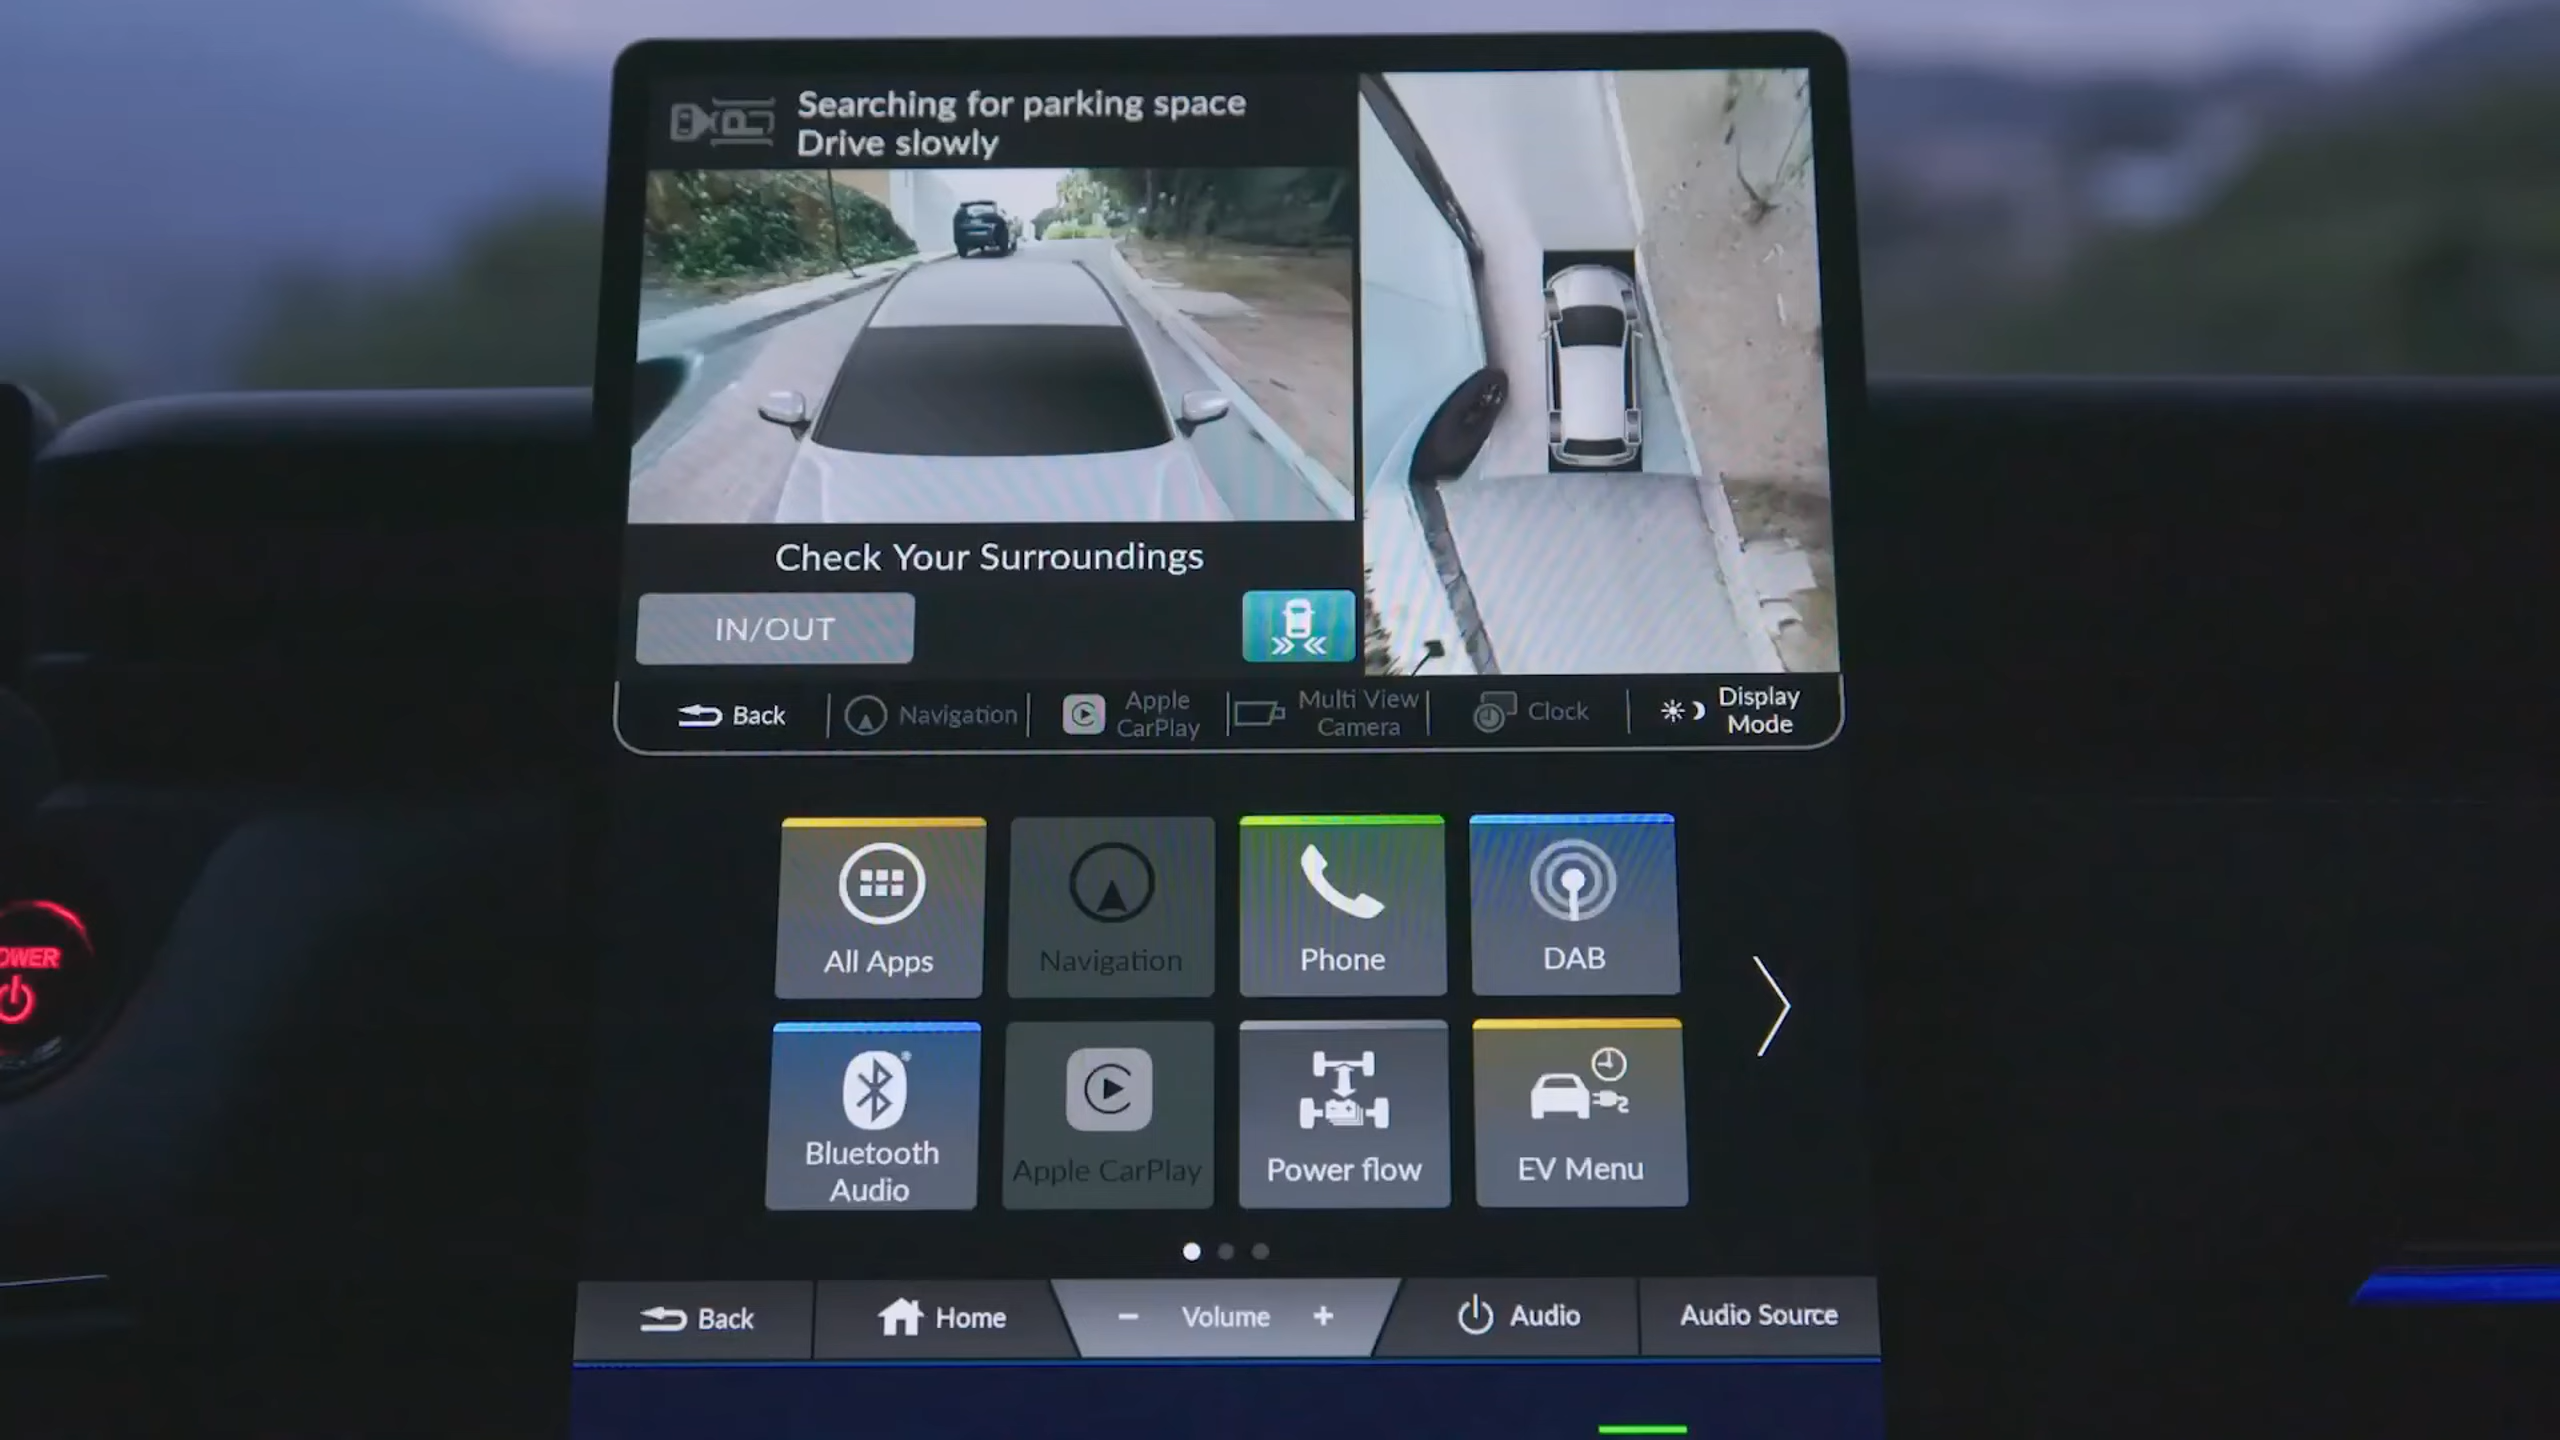 Searching for parking space
Drive slowly
Check Your Surroundings
IN/OUT
Back
Navigation
Apple
CarPlay
Multi View
Camera
Clock
Display
Mode
All Apps
Navigation
Phone
DAB
Bluetooth
Audio
Apple CarPlay
Power flow
EV Menu
OWER
Back
Home
− Volume +
Audio
Audio Source